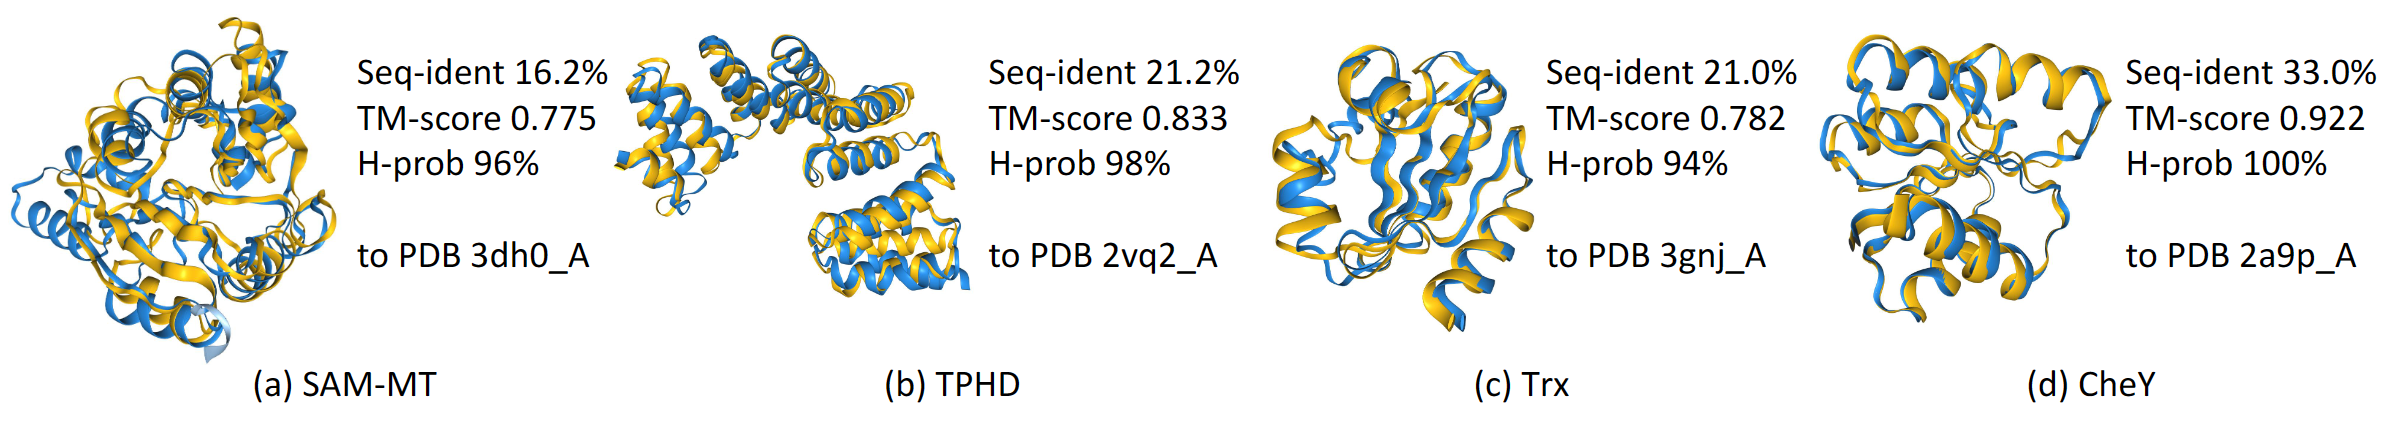 Seq-ident 16.2%
TM-score 0.775
H-prob 96%
to PDB 3dh0_A
(a) SAM-MT
Seq-ident 21.2%
TM-score 0.833
H-prob 98%
to PDB 2vq2_A
(b) TPHD
Seq-ident 21.0%
TM-score 0.782
H-prob 94%
to PDB 3gnj_A
(c) Trx
Seq-ident 33.0%
TM-score 0.922
H-prob 100%
to PDB 2a9p_A
(d) CheY